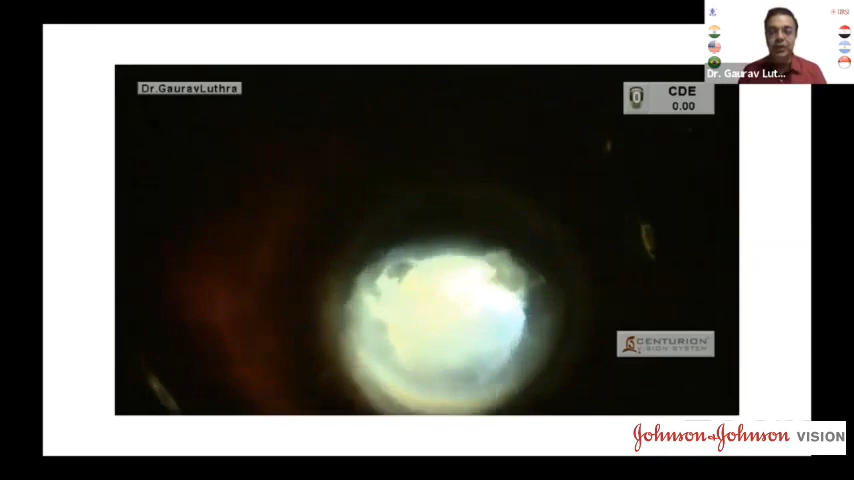 Dr. Gaurav Lut...
Dr.GauravLuthra
CDE
0.00
CENTURION
VISION SYSTEM
Johnson & Johnson VISION